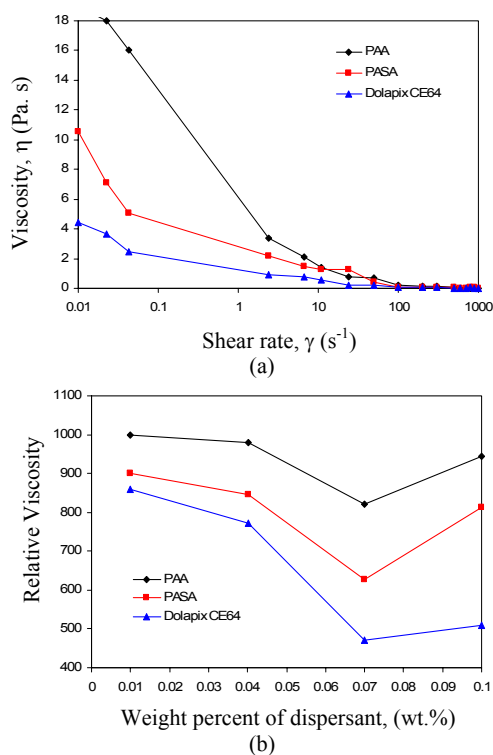 18
16
14
12
10
8
6
4
2
0
Viscosity, η (Pa. s)
PAA
PASA
Dolapix CE64
0.01 0.1 1 10 100 1000
Shear rate, γ (s⁻¹)
(a)
1100
1000
900
800
700
600
500
400
Relative Viscosity
PAA
PASA
Dolapix CE64
0 0.01 0.02 0.03 0.04 0.05 0.06 0.07 0.08 0.09 0.1
Weight percent of dispersant, (wt.%)
(b)